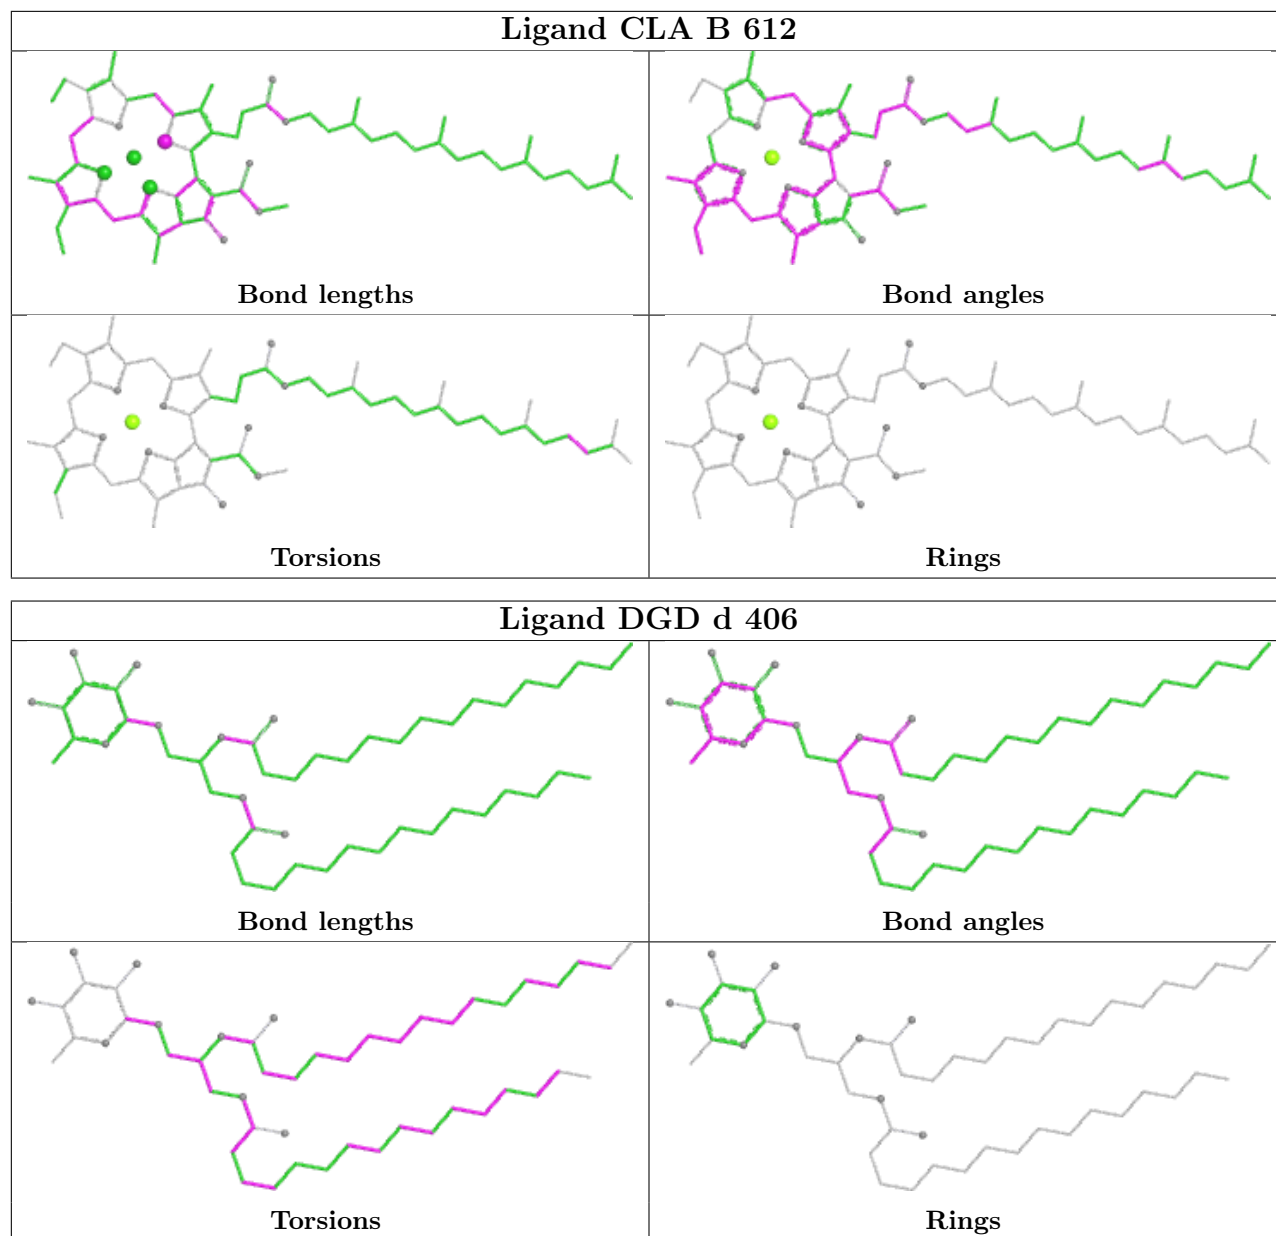 Ligand CLA B 612
Bond lengths
Bond angles
Torsions
Rings
Ligand DGD d 406
Bond lengths
Bond angles
Torsions
Rings